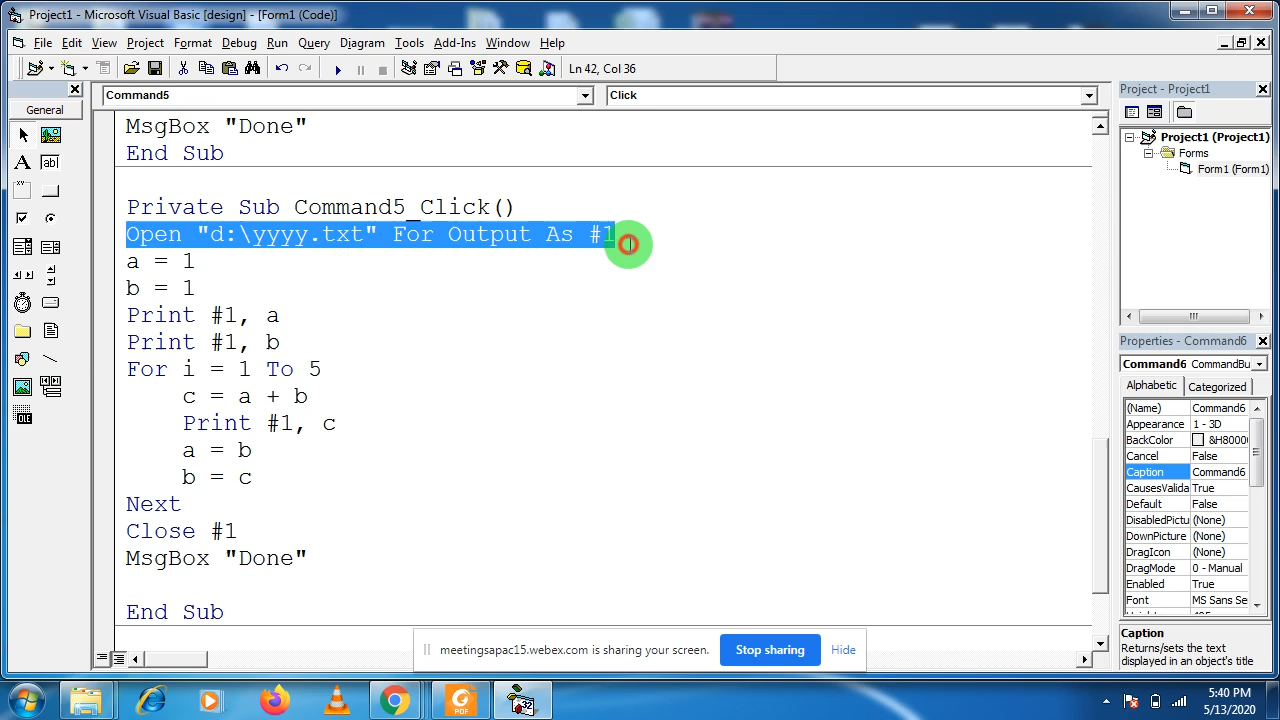 Project1 - Microsoft Visual Basic [design] - [Form1 (Code)]
File Edit View Project Format Debug Run Query Diagram Tools Add-Ins Window Help
Ln 42, Col 36
General
Command5
Click
MsgBox "Done"
End Sub
Private Sub Command5_Click()
Open "d:\yyyy.txt" For Output As #1
a = 1
b = 1
Print #1, a
Print #1, b
For i = 1 To 5
c = a + b
Print #1, c
a = b
b = c
Next
Close #1
MsgBox "Done"
End Sub
Project - Project1
Project1 (Project1)
Forms
Form1 (Form1)
Properties - Command6
Command6 CommandBu
Alphabetic Categorized
(Name) Command6
Appearance 1 - 3D
BackColor &H8000
Cancel False
Caption Command6
CausesValida True
Default False
DisabledPictu (None)
DownPicture (None)
DragIcon (None)
DragMode 0 - Manual
Enabled True
Font MS Sans Se
Caption
Returns/sets the text
displayed in an object's title
meetingsapac15.webex.com is sharing your screen. Stop sharing Hide
5:40 PM
5/13/2020